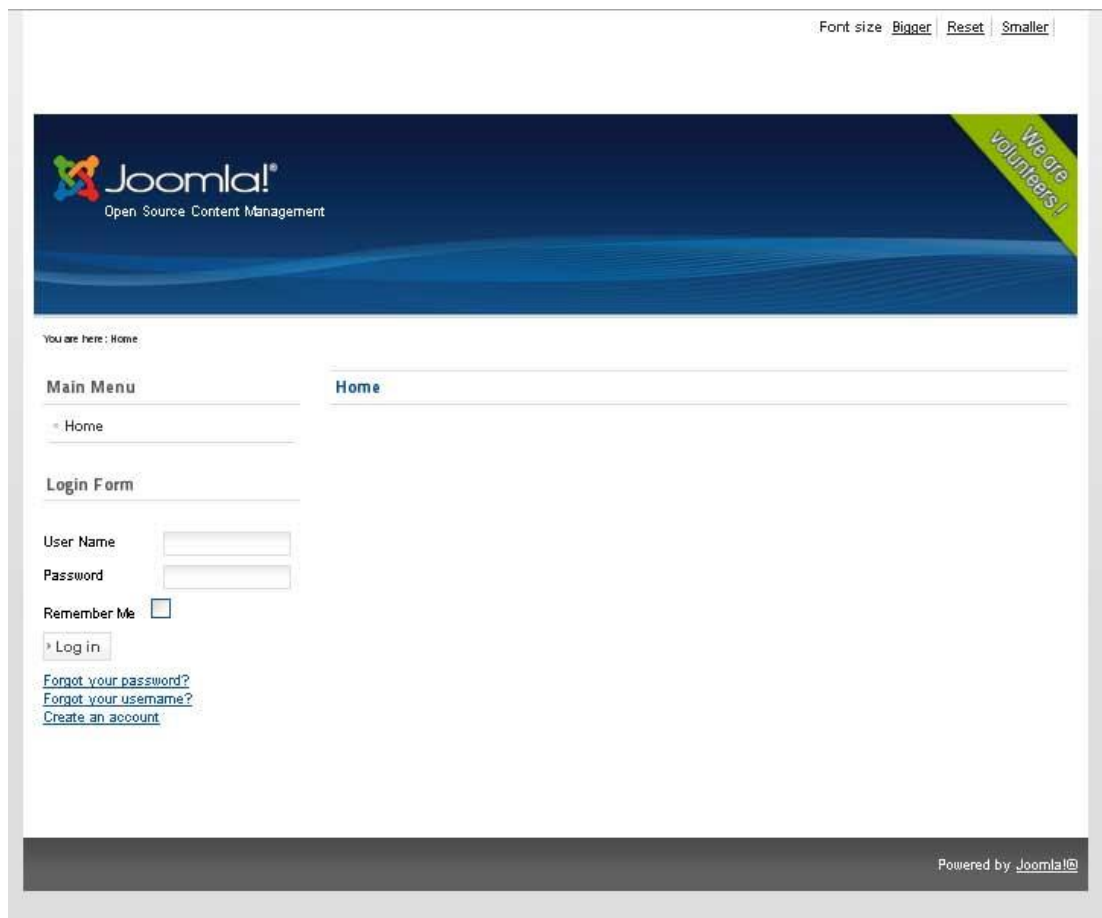 Font size Bigger Reset Smaller
We are
volunteers!
Joomla!®
Open Source Content Management
You are here : Home
Main Menu
Home
Home
Login Form
User Name
Password
Remember Me
Log in
Forgot your password?
Forgot your username?
Create an account
Powered by Joomla!®